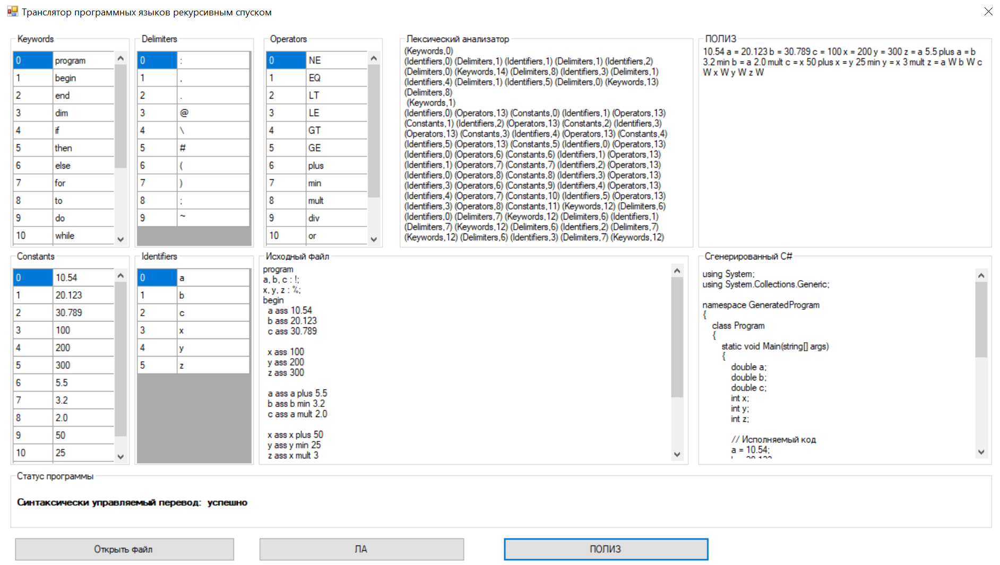 Транслятор программных языков рекурсивным спуском
Keywords
0 program
1 begin
2 end
3 dim
4 if
5 then
6 else
7 for
8 to
9 do
10 while
Delimiters
0 :
1 ,
2 .
3 @
4 \
5 #
6 (
7 )
8 ;
9 ~
Operators
0 NE
1 EQ
2 LT
3 LE
4 GT
5 GE
6 plus
7 min
8 mult
9 div
10 or
Лексический анализатор
(Keywords,0)
(Identifiers,0) (Delimiters,1) (Identifiers,1) (Delimiters,1) (Identifiers,2)
(Delimiters,0) (Keywords,14) (Delimiters,8) (Identifiers,3) (Delimiters,1)
(Identifiers,4) (Delimiters,1) (Identifiers,5) (Delimiters,0) (Keywords,13)
(Delimiters,8)
(Keywords,1)
(Identifiers,0) (Operators,13) (Constants,0) (Identifiers,1) (Operators,13)
(Constants,1) (Identifiers,2) (Operators,13) (Constants,2) (Identifiers,3)
(Operators,13) (Constants,3) (Identifiers,4) (Operators,13) (Constants,4)
(Identifiers,5) (Operators,13) (Constants,5) (Identifiers,0) (Operators,13)
(Identifiers,0) (Operators,6) (Constants,6) (Identifiers,1) (Operators,13)
(Identifiers,1) (Operators,7) (Constants,7) (Identifiers,2) (Operators,13)
(Identifiers,0) (Operators,8) (Constants,8) (Identifiers,3) (Operators,13)
(Identifiers,3) (Operators,6) (Constants,9) (Identifiers,4) (Operators,13)
(Identifiers,4) (Operators,7) (Constants,10) (Identifiers,5) (Operators,13)
(Identifiers,3) (Operators,8) (Constants,11) (Keywords,12) (Delimiters,6)
(Identifiers,0) (Delimiters,7) (Keywords,12) (Delimiters,6) (Identifiers,1)
(Delimiters,7) (Keywords,12) (Delimiters,6) (Identifiers,2) (Delimiters,7)
(Keywords,12) (Delimiters,6) (Identifiers,3) (Delimiters,7) (Keywords,12)
ПОЛИЗ
10.54 a = 20.123 b = 30.789 c = 100 x = 200 y = 300 z = a 5.5 plus a = b
3.2 min b = a 2.0 mult c = x 50 plus x = y 25 min y = x 3 mult z = a W b W c
W x W y W z W
Constants
0 10.54
1 20.123
2 30.789
3 100
4 200
5 300
6 5.5
7 3.2
8 2.0
9 50
10 25
Identifiers
0 a
1 b
2 c
3 x
4 y
5 z
Исходный файл
program
a, b, c : !;
x, y, z : %;
begin
a ass 10.54
b ass 20.123
c ass 30.789
x ass 100
y ass 200
z ass 300
a ass a plus 5.5
b ass b min 3.2
c ass a mult 2.0
x ass x plus 50
y ass y min 25
z ass x mult 3
Сгенерированный C#
using System;
using System.Collections.Generic;
namespace GeneratedProgram
{
class Program
{
static void Main(string[] args)
{
double a;
double b;
double c;
int x;
int y;
int z;
// Исполняемый код
a = 10.54;
Статус программы
Синтаксически управляемый перевод: успешно
Открыть файл
ЛА
ПОЛИЗ